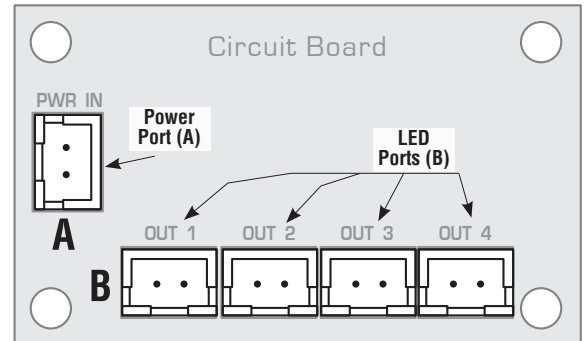 Circuit Board
PWR IN
Power
Port (A)
LED
Ports (B)
A
OUT 1 OUT 2 OUT 3 OUT 4
B